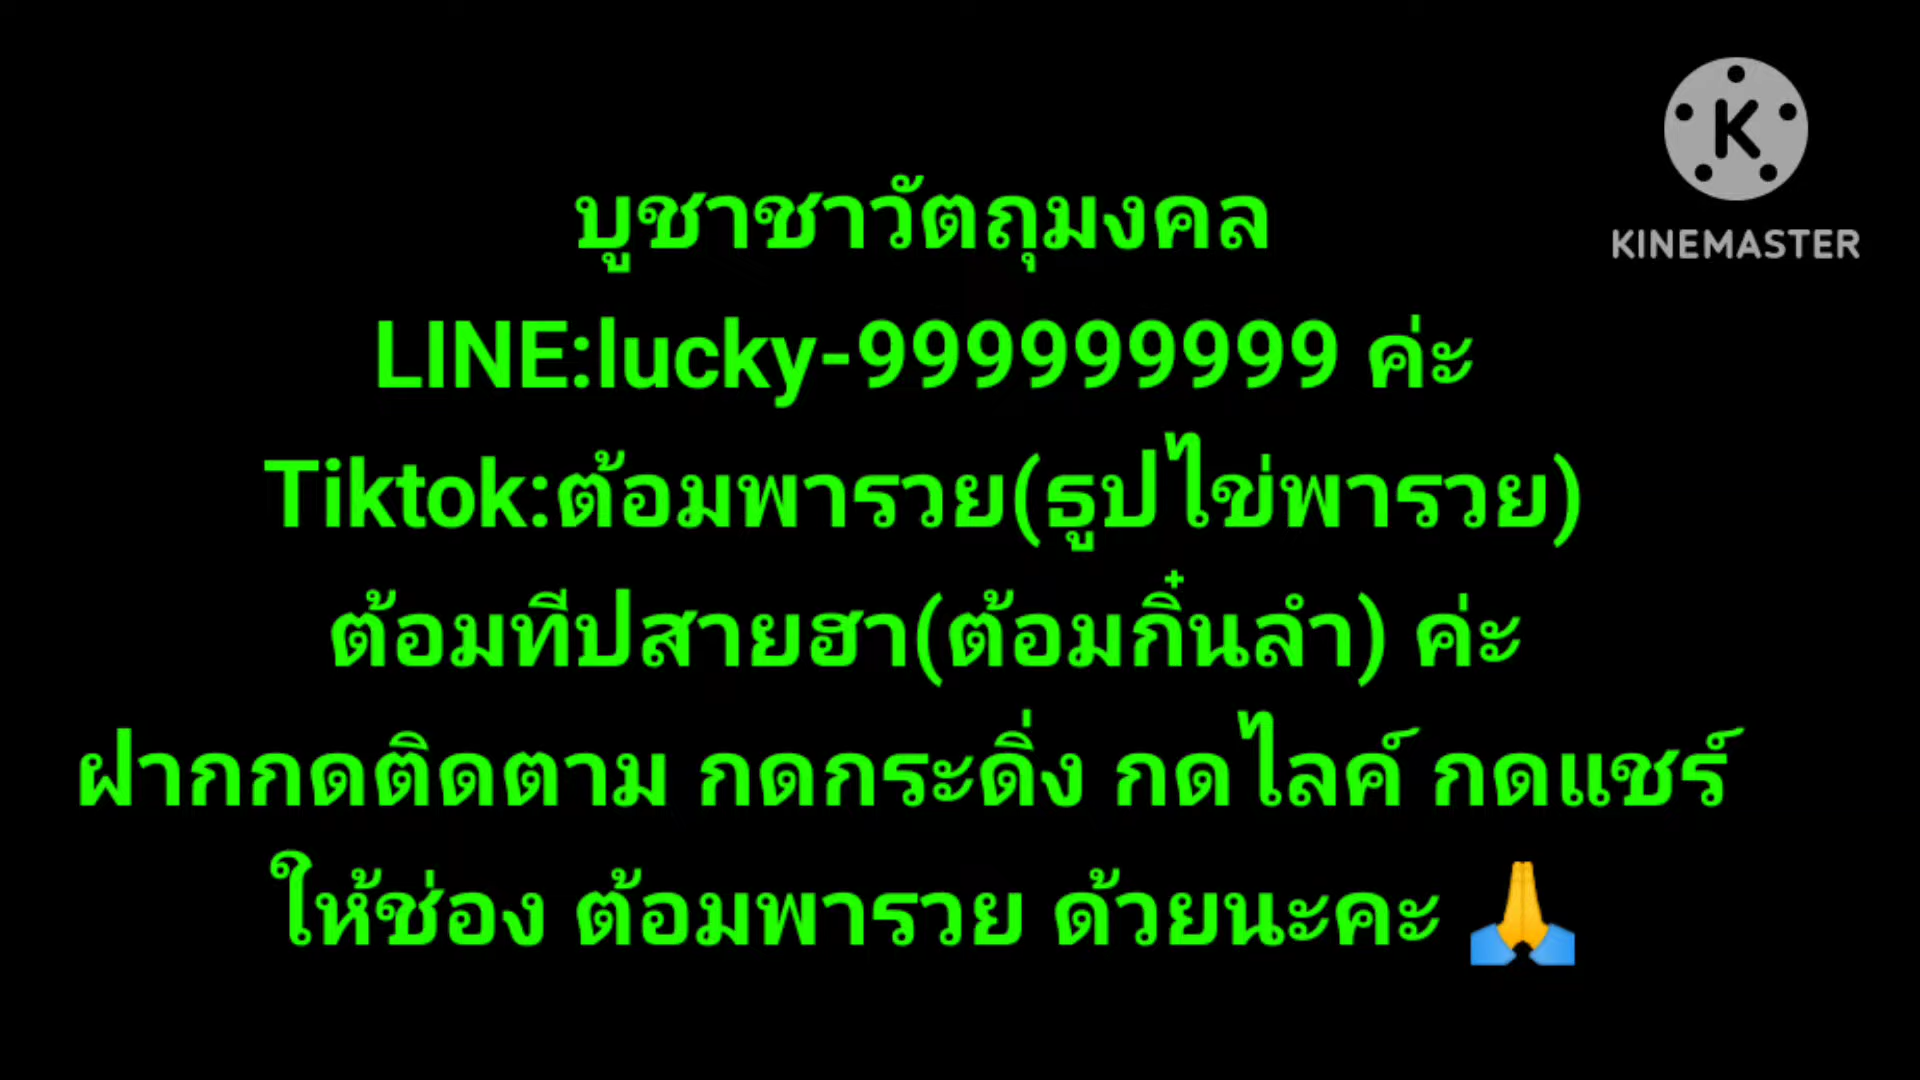 KINEMASTER
บูชาชาวัตถุมงคล
LINE:lucky-999999999 ค่ะ
Tiktok:ต้อมพารวย(ธูปไข่พารวย)
ต้อมทีปสายฮา(ต้อมกิ๋นลำ) ค่ะ
ฝากกดติดตาม กดกระดิ่ง กดไลค์ กดแชร์
ให้ช่อง ต้อมพารวย ด้วยนะคะ 🙏